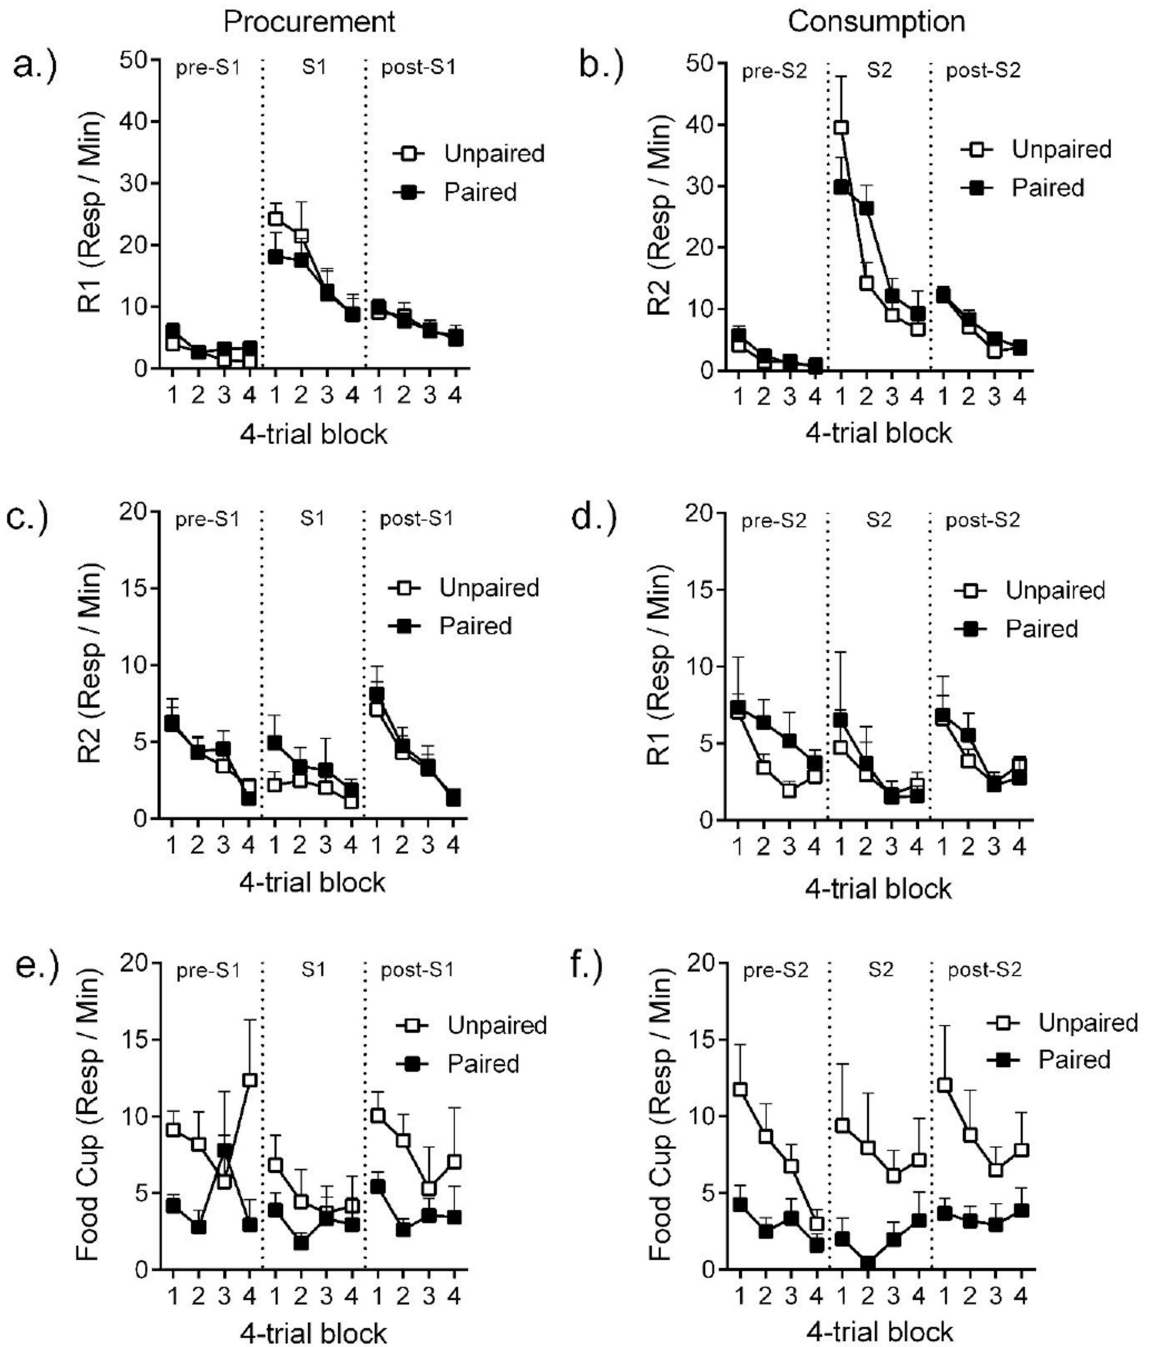 Procurement
Consumption
a.)
pre-S1 S1 post-S1
R1 (Resp / Min)
50
40
30
20
10
0
Unpaired
Paired
1 2 3 4 1 2 3 4 1 2 3 4
4-trial block
b.)
pre-S2 S2 post-S2
R2 (Resp / Min)
50
40
30
20
10
0
Unpaired
Paired
1 2 3 4 1 2 3 4 1 2 3 4
4-trial block
c.)
pre-S1 S1 post-S1
R2 (Resp / Min)
20
15
10
5
0
Unpaired
Paired
1 2 3 4 1 2 3 4 1 2 3 4
4-trial block
d.)
pre-S2 S2 post-S2
R1 (Resp / Min)
20
15
10
5
0
Unpaired
Paired
1 2 3 4 1 2 3 4 1 2 3 4
4-trial block
e.)
pre-S1 S1 post-S1
Food Cup (Resp / Min)
20
15
10
5
0
Unpaired
Paired
1 2 3 4 1 2 3 4 1 2 3 4
4-trial block
f.)
pre-S2 S2 post-S2
Food Cup (Resp / Min)
20
15
10
5
0
Unpaired
Paired
1 2 3 4 1 2 3 4 1 2 3 4
4-trial block